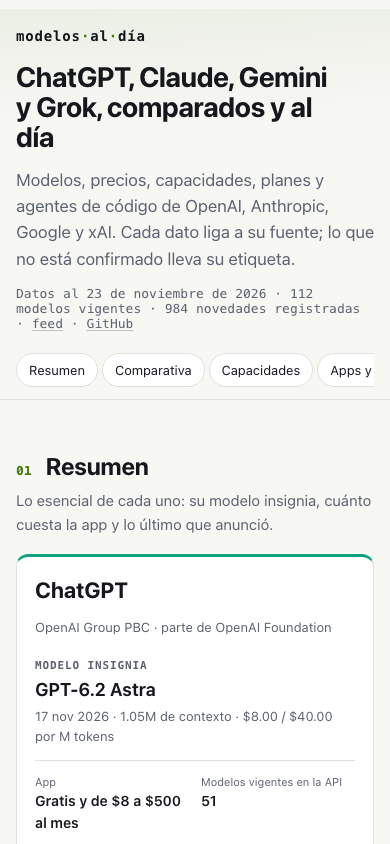 modelos·al·día
ChatGPT, Claude, Gemini
y Grok, comparados y al
día
Modelos, precios, capacidades, planes y
agentes de código de OpenAI, Anthropic,
Google y xAI. Cada dato liga a su fuente; lo que
no está confirmado lleva su etiqueta.
Datos al 23 de noviembre de 2026 · 112
modelos vigentes · 984 novedades registradas
· feed · GitHub
Resumen Comparativa Capacidades Apps y
01 Resumen
Lo esencial de cada uno: su modelo insignia, cuánto
cuesta la app y lo último que anunció.
ChatGPT
OpenAI Group PBC · parte de OpenAI Foundation
MODELO INSIGNIA
GPT-6.2 Astra
17 nov 2026 · 1.05M de contexto · $8.00 / $40.00
por M tokens
App Modelos vigentes en la API
Gratis y de $8 a $500 51
al mes